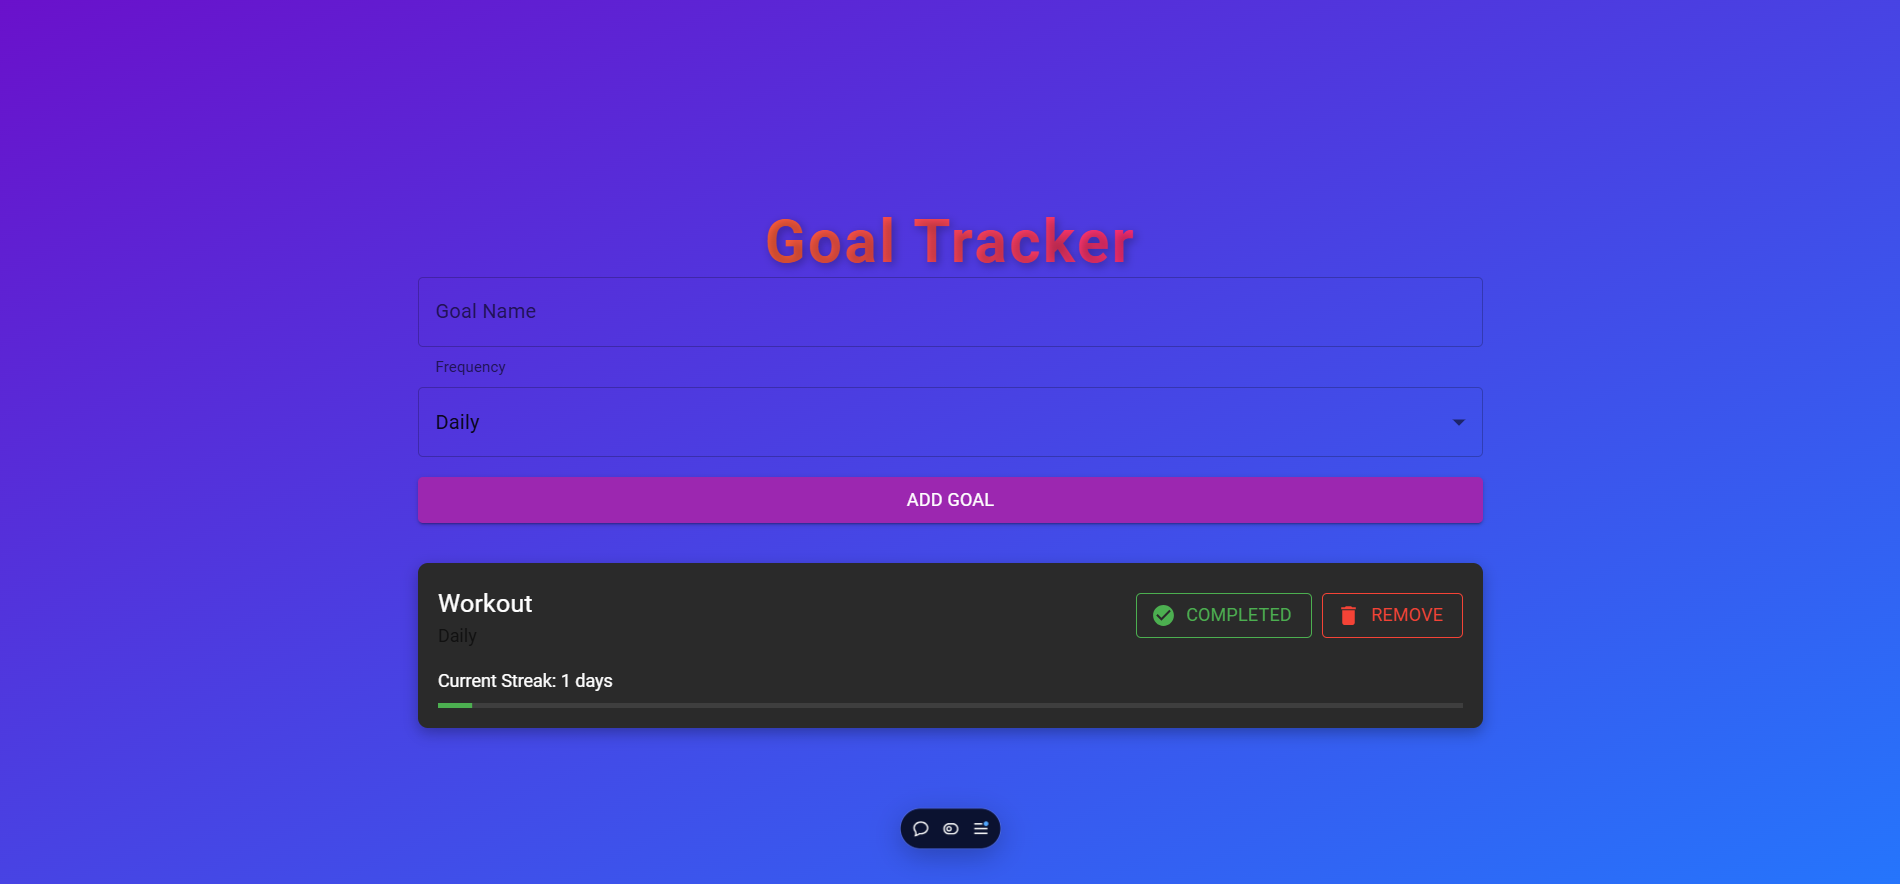 Goal Tracker
Goal Name
Frequency
Daily
ADD GOAL
Workout
Daily
COMPLETED
REMOVE
Current Streak: 1 days